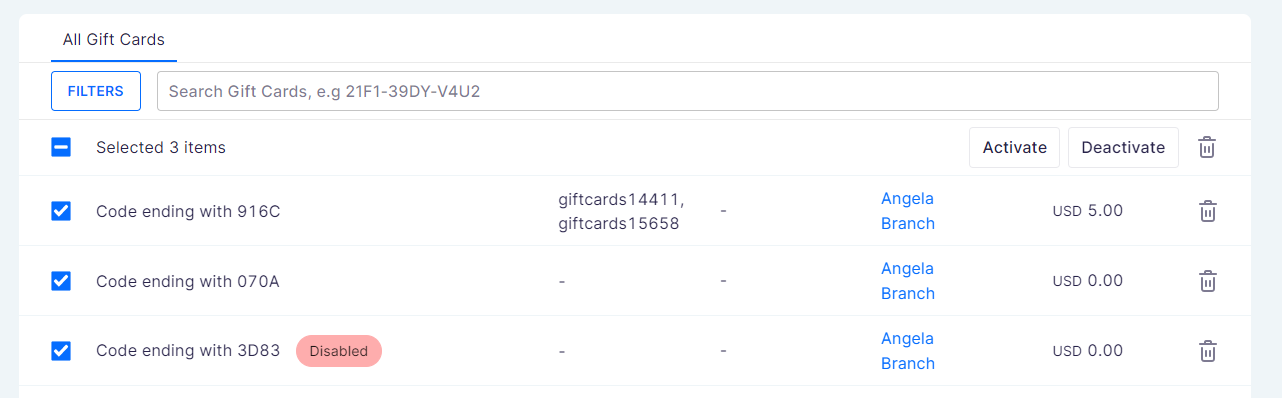 All Gift Cards
FILTERS
Search Gift Cards, e.g 21F1-39DY-V4U2
Selected 3 items
Activate
Deactivate
Code ending with 916C
giftcards14411,
giftcards15658
-
Angela
Branch
USD 5.00
Code ending with 070A
-
-
Angela
Branch
USD 0.00
Code ending with 3D83
Disabled
-
-
Angela
Branch
USD 0.00